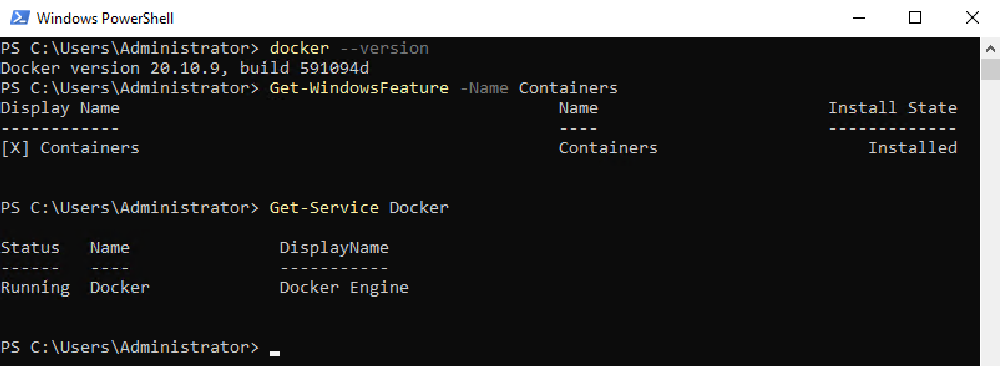 Windows PowerShell
PS C:\Users\Administrator> docker --version
Docker version 20.10.9, build 591094d
PS C:\Users\Administrator> Get-WindowsFeature -Name Containers
Display Name                                            Name                       Install State
------------                                            ----                       -------------
[X] Containers                                          Containers                     Installed
PS C:\Users\Administrator> Get-Service Docker
Status   Name               DisplayName
------   ----               -----------
Running  Docker             Docker Engine
PS C:\Users\Administrator>